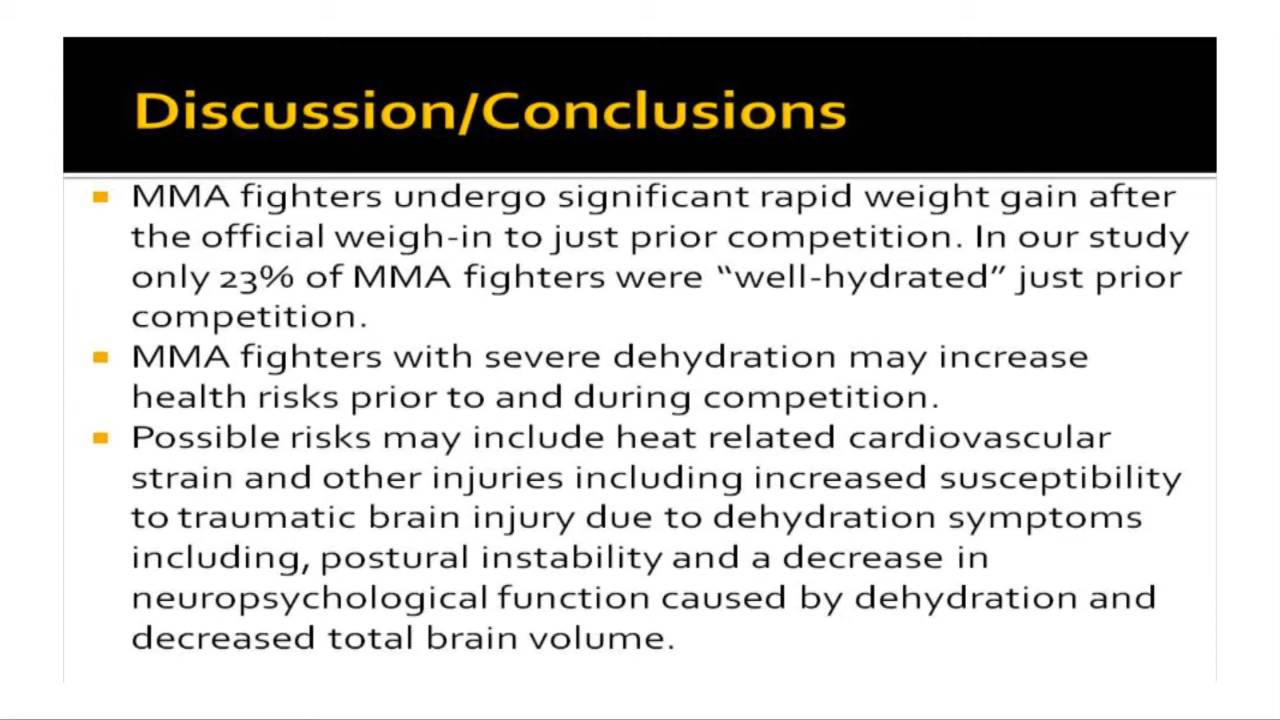 Discussion/Conclusions
MMA fighters undergo significant rapid weight gain after
the official weigh-in to just prior competition. In our study
only 23% of MMA fighters were “well-hydrated” just prior
competition.
MMA fighters with severe dehydration may increase
health risks prior to and during competition.
Possible risks may include heat related cardiovascular
strain and other injuries including increased susceptibility
to traumatic brain injury due to dehydration symptoms
including, postural instability and a decrease in
neuropsychological function caused by dehydration and
decreased total brain volume.